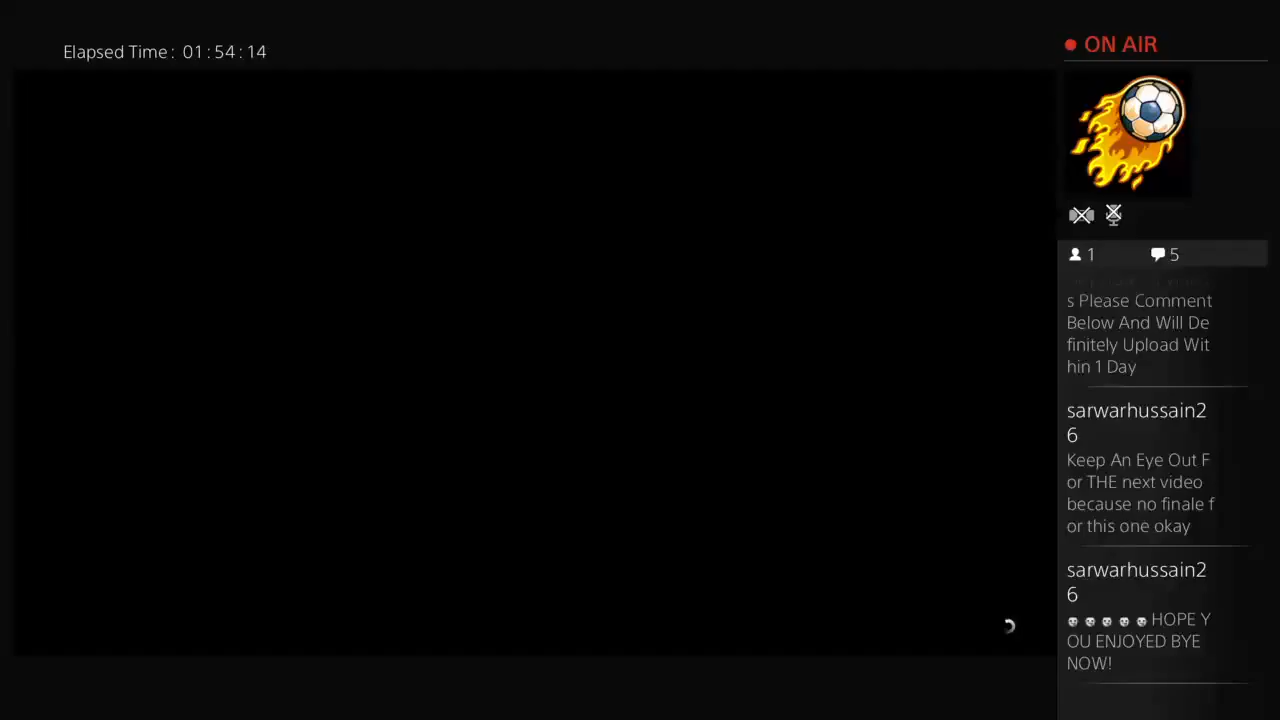 Elapsed Time: 01:54:14
ON AIR
1 5
s Please Comment
Below And Will De
finitely Upload Wit
hin 1 Day
sarwarhussain2
6
Keep An Eye Out F
or THE next video
because no finale f
or this one okay
sarwarhussain2
6
HOPE Y
OU ENJOYED BYE
NOW!